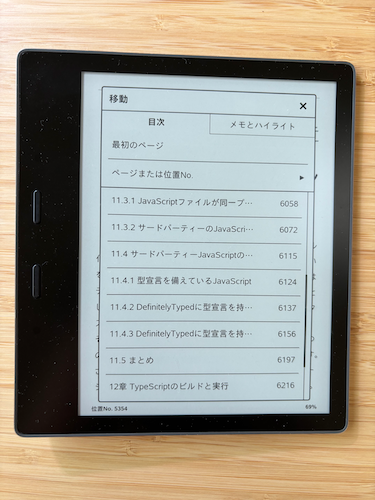 移動 ×
目次 メモとハイライト
最初のページ
ページまたは位置No. ▶
11.3.1 JavaScriptファイルが同一プ… 6058
11.3.2 サードパーティーのJavaScri… 6072
11.4 サードパーティーJavaScriptの… 6115
11.4.1 型宣言を備えているJavaScript 6124
11.4.2 DefinitelyTypedに型宣言を持… 6137
11.4.3 DefinitelyTypedに型宣言を持… 6156
11.5 まとめ 6197
12章 TypeScriptのビルドと実行 6216
位置No. 5354 69%